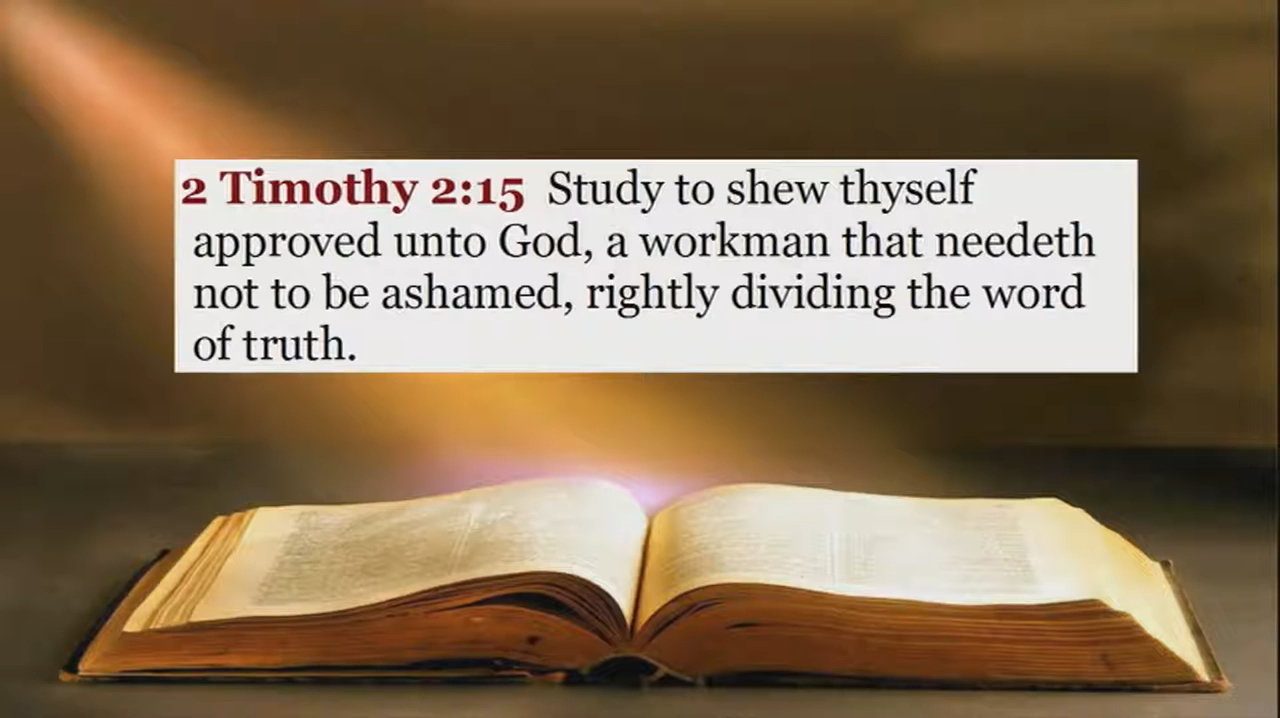 2 Timothy 2:15 Study to shew thyself
approved unto God, a workman that needeth
not to be ashamed, rightly dividing the word
of truth.